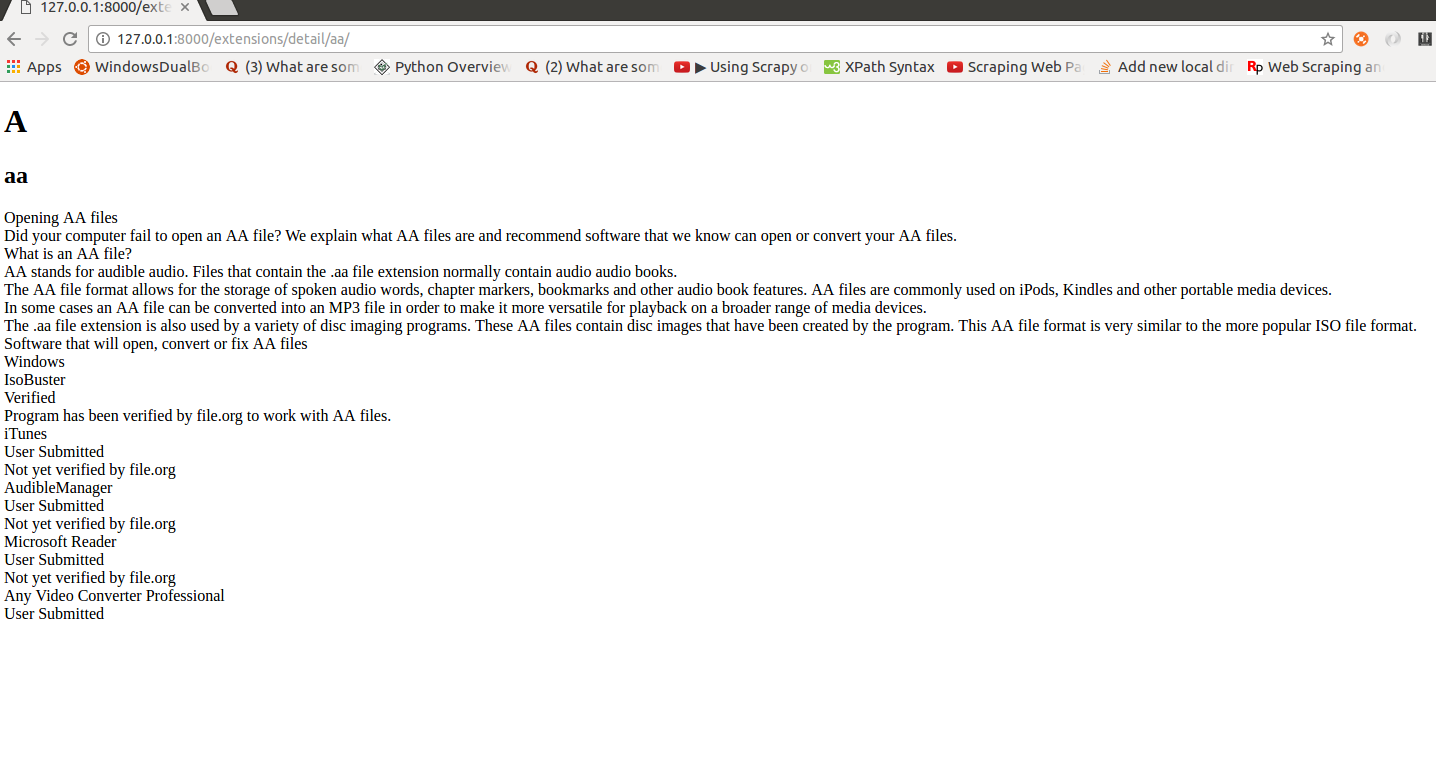 127.0.0.1:8000/exte
127.0.0.1:8000/extensions/detail/aa/
Apps WindowsDualBo (3) What are som Python Overview (2) What are som ▶ Using Scrapy o XPath Syntax Scraping Web Pa Add new local dir Web Scraping an
A
aa
Opening AA files
Did your computer fail to open an AA file? We explain what AA files are and recommend software that we know can open or convert your AA files.
What is an AA file?
AA stands for audible audio. Files that contain the .aa file extension normally contain audio audio books.
The AA file format allows for the storage of spoken audio words, chapter markers, bookmarks and other audio book features. AA files are commonly used on iPods, Kindles and other portable media devices.
In some cases an AA file can be converted into an MP3 file in order to make it more versatile for playback on a broader range of media devices.
The .aa file extension is also used by a variety of disc imaging programs. These AA files contain disc images that have been created by the program. This AA file format is very similar to the more popular ISO file format.
Software that will open, convert or fix AA files
Windows
IsoBuster
Verified
Program has been verified by file.org to work with AA files.
iTunes
User Submitted
Not yet verified by file.org
AudibleManager
User Submitted
Not yet verified by file.org
Microsoft Reader
User Submitted
Not yet verified by file.org
Any Video Converter Professional
User Submitted